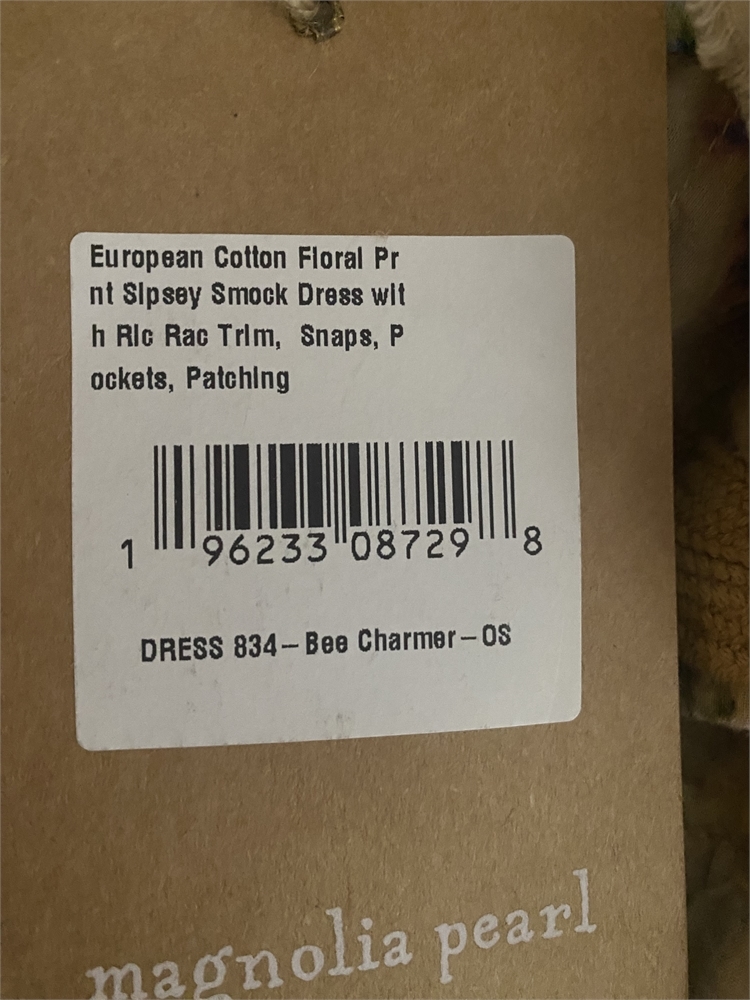 European Cotton Floral Pr
nt Sipsey Smock Dress wit
h Ric Rac Trim,  Snaps, P
ockets, Patching
1 96233 08729 8
DRESS 834-Bee Charmer-OS
magnolia pearl